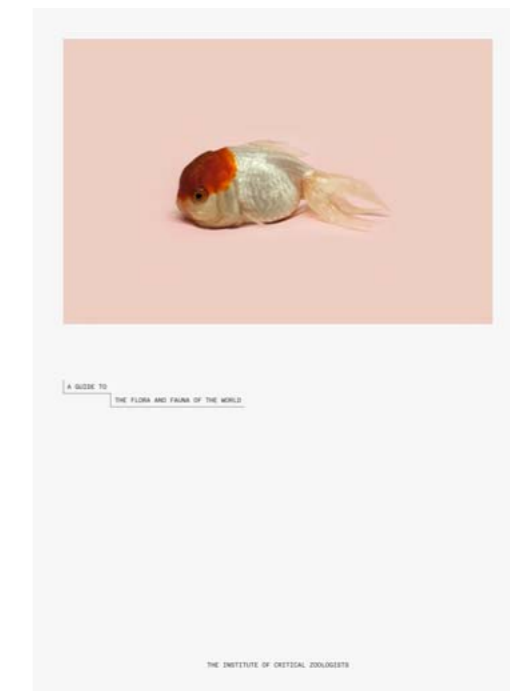 A GUIDE TO
THE FLORA AND FAUNA OF THE WORLD
THE INSTITUTE OF CRITICAL ZOOLOGISTS